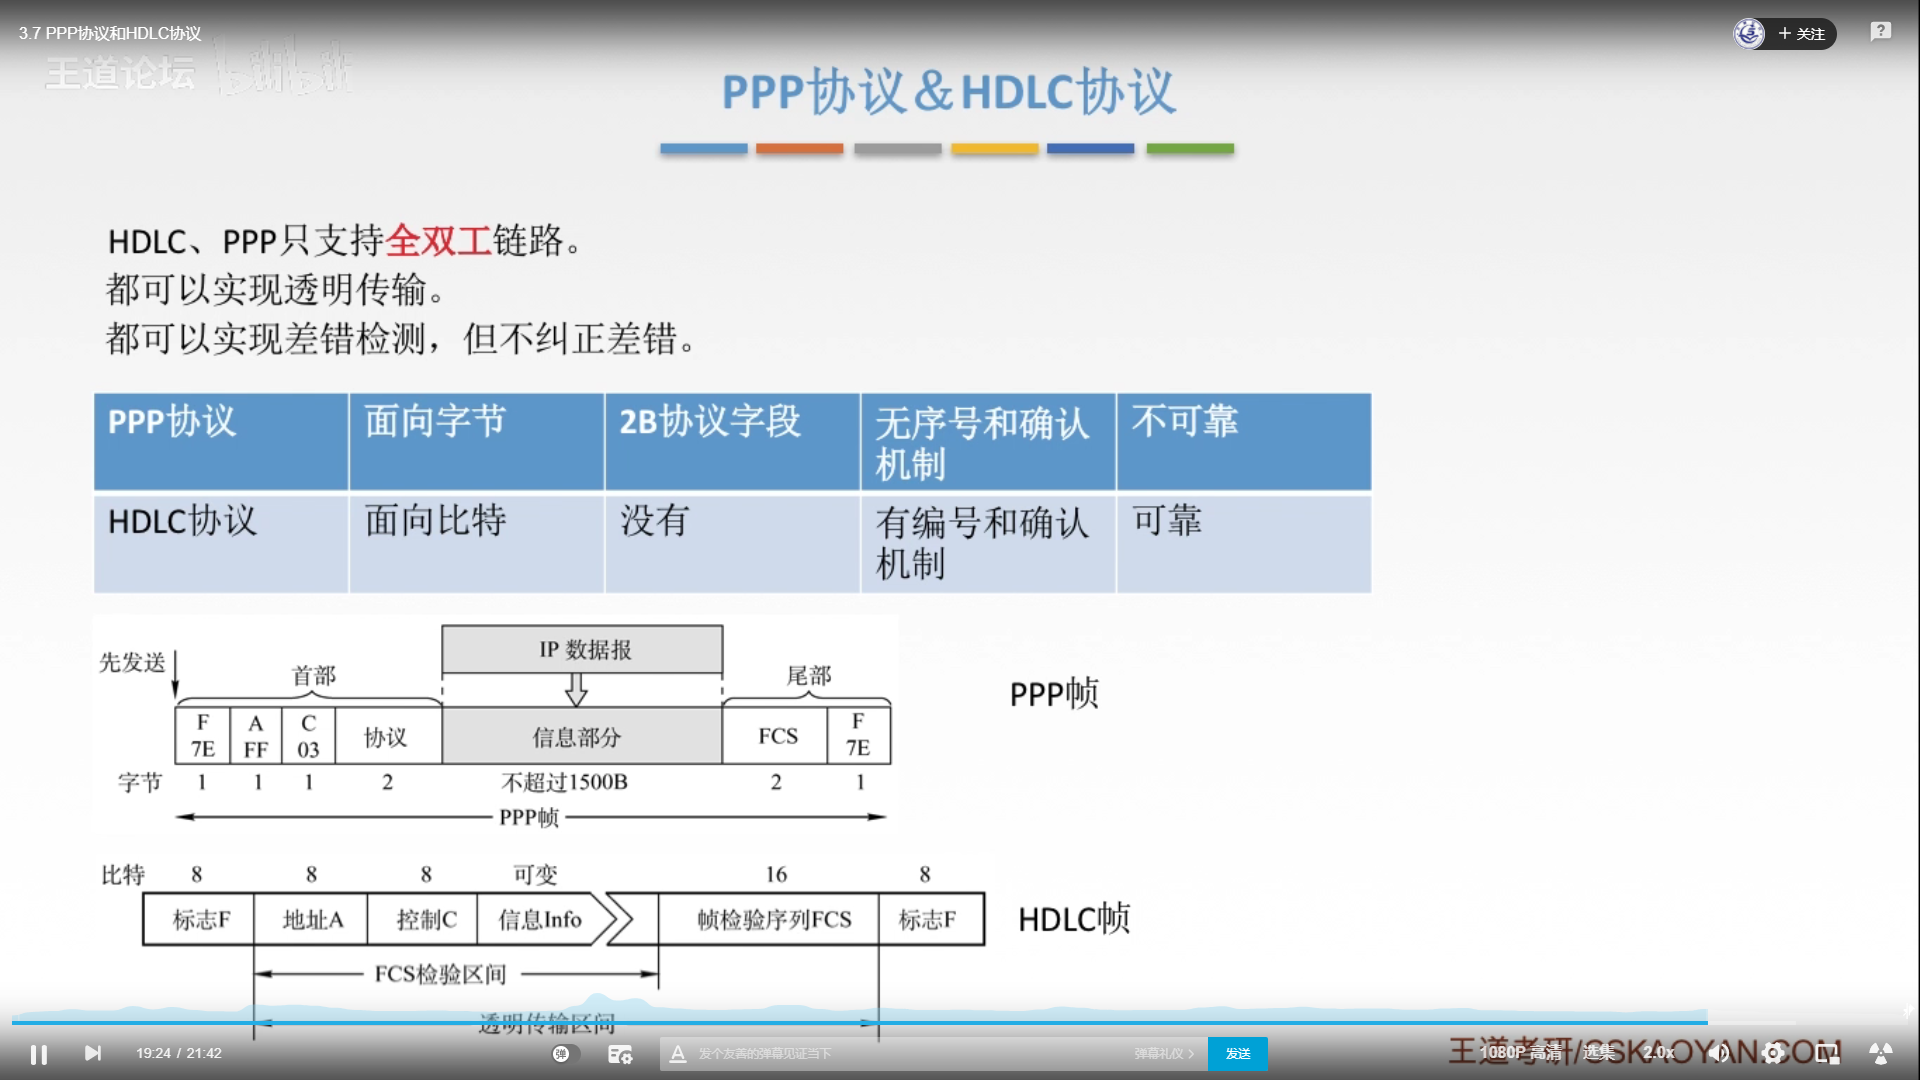 3.7 PPP协议和HDLC协议
+ 关注
王道论坛 bilibili
PPP协议&HDLC协议
HDLC、PPP只支持全双工链路。
都可以实现透明传输。
都可以实现差错检测，但不纠正差错。
PPP协议 面向字节 2B协议字段 无序号和确认机制 不可靠
HDLC协议 面向比特 没有 有编号和确认机制 可靠
IP 数据报
先发送 首部 尾部
F 7E A FF C 03 协议 信息部分 FCS F 7E
字节 1 1 1 2 不超过1500B 2 1
PPP帧
PPP帧
比特 8 8 8 可变 16 8
标志F 地址A 控制C 信息Info 帧检验序列FCS 标志F
HDLC帧
FCS检验区间
透明传输区间
19:24 / 21:42
弹
发个友善的弹幕见证当下
弹幕礼仪 >
发送
1080P 高清 选集 2.0x
王道考研/CSKAOYAN.COM